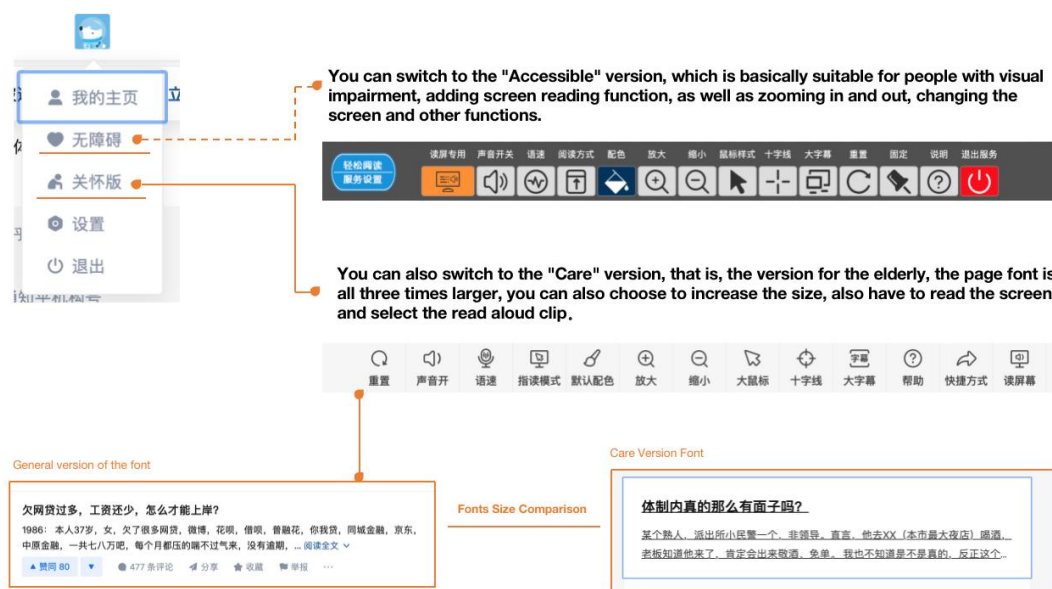 我的主页
无障碍
关怀版
设置
退出
You can switch to the "Accessible" version, which is basically suitable for people with visual
impairment, adding screen reading function, as well as zooming in and out, changing the
screen and other functions.
轻松阅读
服务设置
读屏专用 声音开关 语速 阅读方式 配色 放大 缩小 鼠标样式 十字线 大字幕 重置 固定 说明 退出服务
You can also switch to the "Care" version, that is, the version for the elderly, the page font is
all three times larger, you can also choose to increase the size, also have to read the screen
and select the read aloud clip.
字幕
重置 声音开 语速 指读模式 默认配色 放大 缩小 大鼠标 十字线 大字幕 帮助 快捷方式 读屏幕
General version of the font
欠网贷过多，工资还少，怎么才能上岸？
1986： 本人37岁，女，欠了很多网贷，微博，花呗，借呗，曾融花，你我贷，同城金融，京东，
中原金融，一共七八万吧，每个月都压的喘不过气来，没有逾期，... 阅读全文
赞同 80 477 条评论 分享 收藏 举报 ...
Fonts Size Comparison
Care Version Font
体制内真的那么有面子吗？
某个熟人，派出所小民警一个，非领导。直言，他去XX（本市最大夜店）喝酒，
老板知道他来了，肯定会出来敬酒，免单。 我也不知道是不是真的，反正这个...